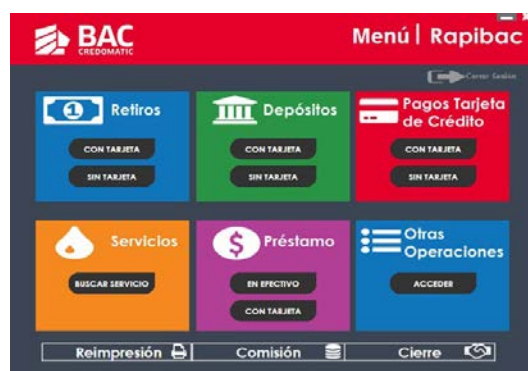 BAC
CREDOMATIC
Menú | Rapibac
Cerrar Sesión
1
Retiros
CON TARJETA
SIN TARJETA
Depósitos
CON TARJETA
SIN TARJETA
Pagos Tarjeta
de Crédito
CON TARJETA
SIN TARJETA
Servicios
BUSCAR SERVICIO
$
Préstamo
EN EFECTIVO
CON TARJETA
Otras
Operaciones
ACCEDER
Reimpresión
Comisión
Cierre